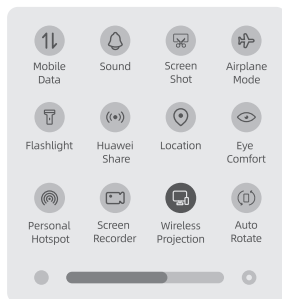 Mobile
Data
Sound
Screen
Shot
Airplane
Mode
Flashlight
Huawei
Share
Location
Eye
Comfort
Personal
Hotspot
Screen
Recorder
Wireless
Projection
Auto
Rotate